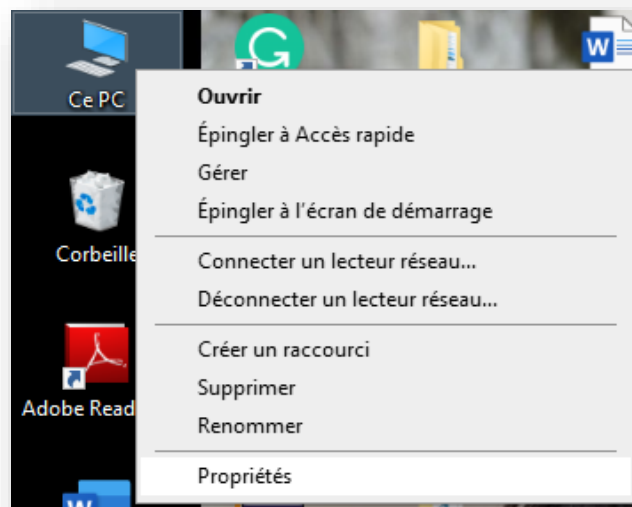 Ce PC
Ouvrir
Épingler à Accès rapide
Gérer
Épingler à l'écran de démarrage
Corbeille
Connecter un lecteur réseau...
Déconnecter un lecteur réseau...
Créer un raccourci
Supprimer
Adobe Read
Renommer
Propriétés
W
W